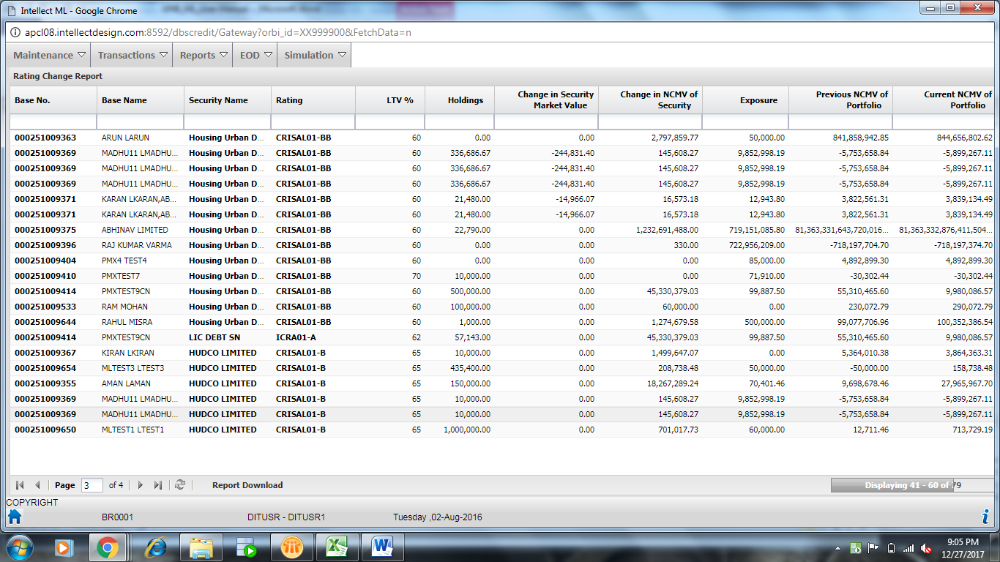 Intellect ML - Google Chrome
apcl08.intellectdesign.com:8592/dbscredit/Gateway?orbi_id=XX999900&FetchData=n
Maintenance Transactions Reports EOD Simulation
Rating Change Report
Base No. Base Name Security Name Rating LTV % Holdings Change in Security Market Value Change in NCMV of Security Exposure Previous NCMV of Portfolio Current NCMV of Portfolio
000251009363 ARUN LARUN Housing Urban D... CRISAL01-BB 60 0.00 0.00 2,797,859.77 50,000.00 841,858,942.85 844,656,802.62
000251009369 MADHU11 LMADHU... Housing Urban D... CRISAL01-BB 60 336,686.67 -244,831.40 145,608.27 9,852,998.19 -5,753,658.84 -5,899,267.11
000251009369 MADHU11 LMADHU... Housing Urban D... CRISAL01-BB 60 336,686.67 -244,831.40 145,608.27 9,852,998.19 -5,753,658.84 -5,899,267.11
000251009369 MADHU11 LMADHU... Housing Urban D... CRISAL01-BB 60 336,686.67 -244,831.40 145,608.27 9,852,998.19 -5,753,658.84 -5,899,267.11
000251009371 KARAN LKARAN,AB... Housing Urban D... CRISAL01-BB 60 21,480.00 -14,966.07 16,573.18 12,943.80 3,822,561.31 3,839,134.49
000251009371 KARAN LKARAN,AB... Housing Urban D... CRISAL01-BB 60 21,480.00 -14,966.07 16,573.18 12,943.80 3,822,561.31 3,839,134.49
000251009375 ABHINAV LIMITED Housing Urban D... CRISAL01-BB 60 22,790.00 0.00 1,232,691,488.00 719,151,085.80 81,363,331,643,720,016... 81,363,332,876,411,504...
000251009396 RAJ KUMAR VARMA Housing Urban D... CRISAL01-BB 60 0.00 0.00 330.00 722,956,209.00 -718,197,704.70 -718,197,374.70
000251009404 PMX4 TEST4 Housing Urban D... CRISAL01-BB 60 0.00 0.00 0.00 85,000.00 4,892,899.30 4,892,899.30
000251009410 PMXTEST7 Housing Urban D... CRISAL01-BB 70 10,000.00 0.00 0.00 71,910.00 -30,302.44 -30,302.44
000251009414 PMXTEST9CN Housing Urban D... CRISAL01-BB 60 500,000.00 0.00 45,330,379.03 99,887.50 55,310,465.60 9,980,086.57
000251009533 RAM MOHAN Housing Urban D... CRISAL01-BB 60 100,000.00 0.00 60,000.00 0.00 230,072.79 290,072.79
000251009644 RAHUL MISRA Housing Urban D... CRISAL01-BB 60 1,000.00 0.00 1,274,679.58 500,000.00 99,077,706.96 100,352,386.54
000251009414 PMXTEST9CN LIC DEBT SN ICRA01-A 62 57,143.00 0.00 45,330,379.03 99,887.50 55,310,465.60 9,980,086.57
000251009367 KIRAN LKIRAN HUDCO LIMITED CRISAL01-B 65 10,000.00 0.00 1,499,647.07 0.00 5,364,010.38 3,864,363.31
000251009654 MLTEST3 LTEST3 HUDCO LIMITED CRISAL01-B 65 435,400.00 0.00 208,738.48 50,000.00 -50,000.00 158,738.48
000251009355 AMAN LAMAN HUDCO LIMITED CRISAL01-B 65 150,000.00 0.00 18,267,289.24 70,401.46 9,698,678.46 27,965,967.70
000251009369 MADHU11 LMADHU... HUDCO LIMITED CRISAL01-B 65 10,000.00 0.00 145,608.27 9,852,998.19 -5,753,658.84 -5,899,267.11
000251009369 MADHU11 LMADHU... HUDCO LIMITED CRISAL01-B 65 10,000.00 0.00 145,608.27 9,852,998.19 -5,753,658.84 -5,899,267.11
000251009650 MLTEST1 LTEST1 HUDCO LIMITED CRISAL01-B 65 1,000,000.00 0.00 701,017.73 60,000.00 12,711.46 713,729.19
Page 3 of 4 Report Download Displaying 41 - 60 of 79
COPYRIGHT
BR0001 DITUSR - DITUSR1 Tuesday ,02-Aug-2016
9:05 PM
12/27/2017